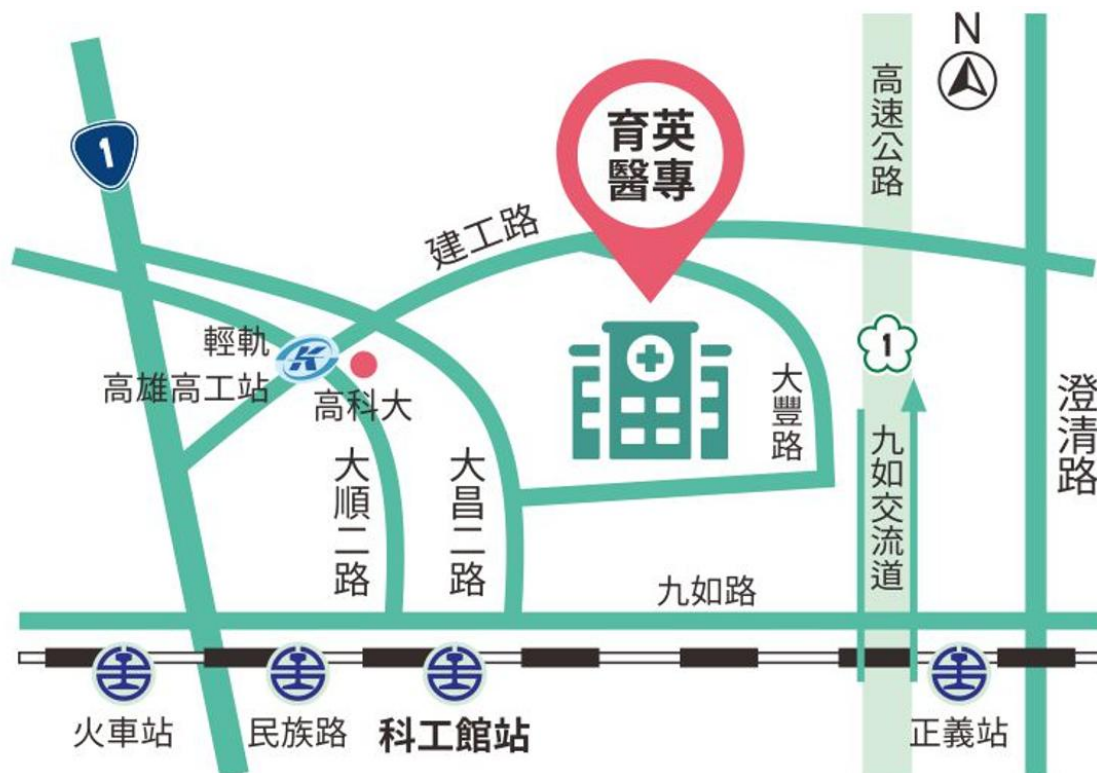 N
高速公路
1
育英
醫專
建工路
輕軌
高雄高工站
K
高科大
1
大豐路
澄清路
大順二路
大昌二路
九如交流道
九如路
火車站
民族路
科工館站
正義站